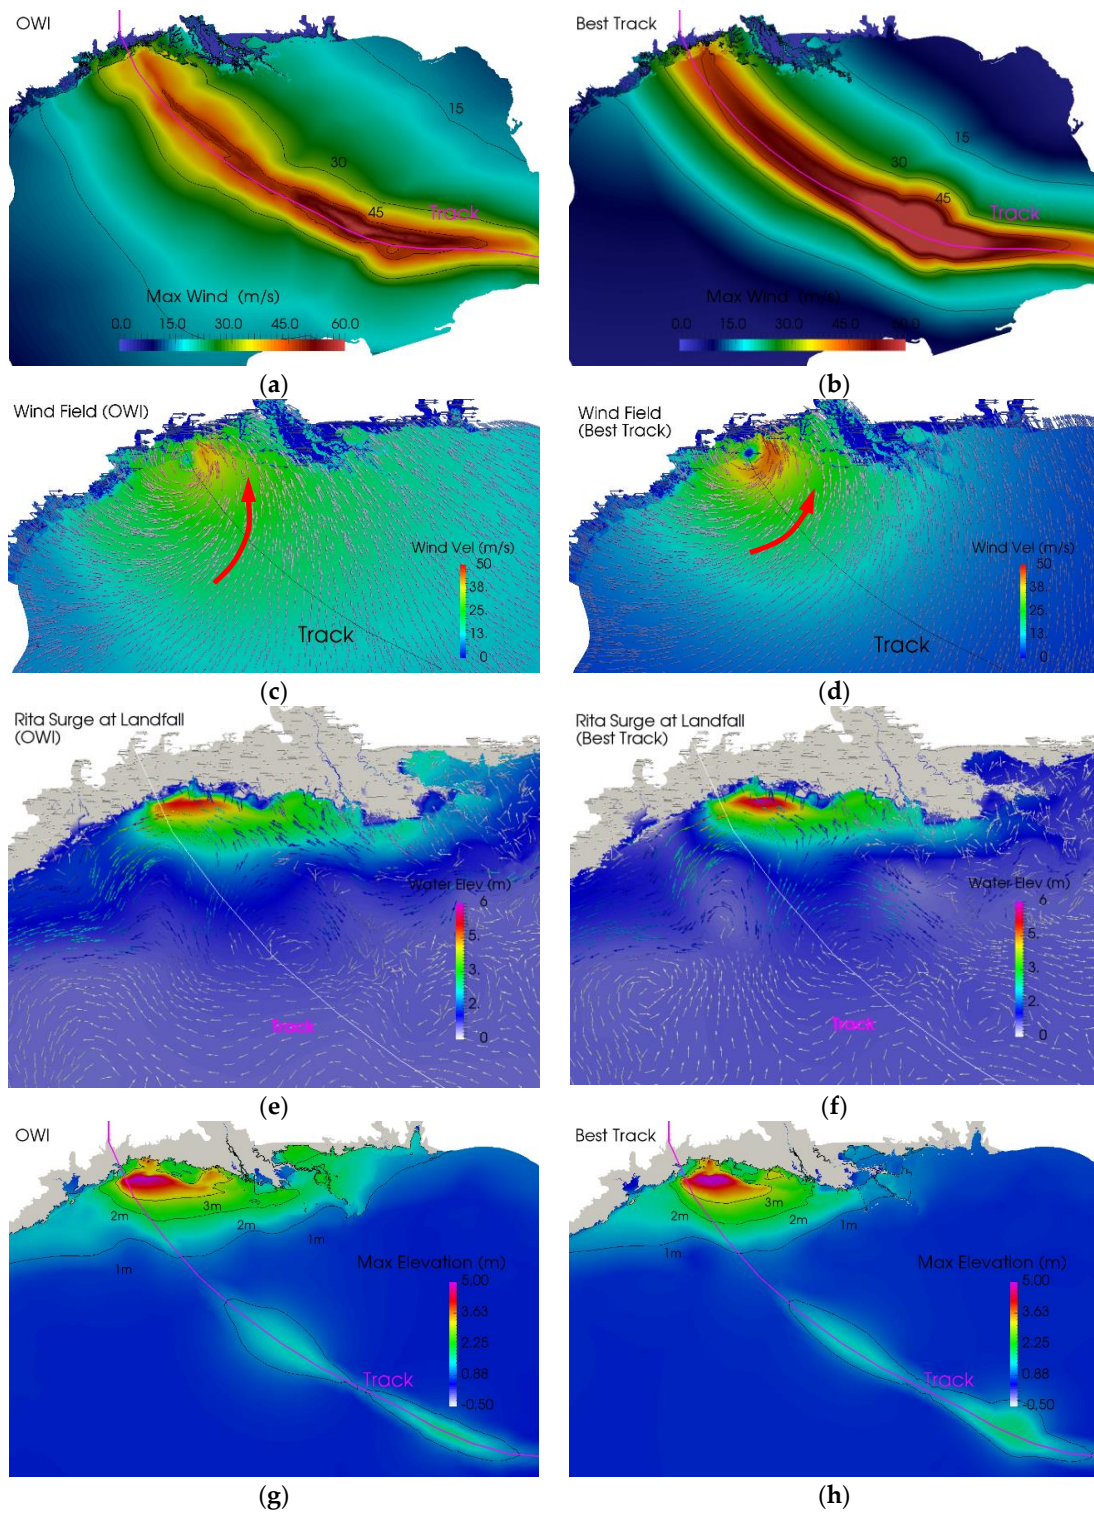 OWI
15
30
45
Track
Max Wind (m/s)
0.0 15.0 30.0 45.0 60.0
(a)
Best Track
15
30
45
Track
Max Wind (m/s)
0.0 15.0 30.0 45.0 60.0
(b)
Wind Field (OWI)
Wind Vel (m/s)
50
38.
25
13.
0
Track
(c)
Wind Field
(Best Track)
Wind Vel (m/s)
50
38.
25
13.
0
Track
(d)
Rita Surge at Landfall
(OWI)
Water Elev (m)
6
5.
3.
2.
0
Track
(e)
Rita Surge at Landfall
(Best Track)
Water Elev (m)
6
5.
3.
2.
0
Track
(f)
OWI
3m
2m
2m
1m
1m
Max Elevation (m)
5.00
3.63
2.25
0.88
-0.50
Track
(g)
Best Track
3m
2m
2m
1m
1m
Max Elevation (m)
5.00
3.63
2.25
0.88
-0.50
Track
(h)